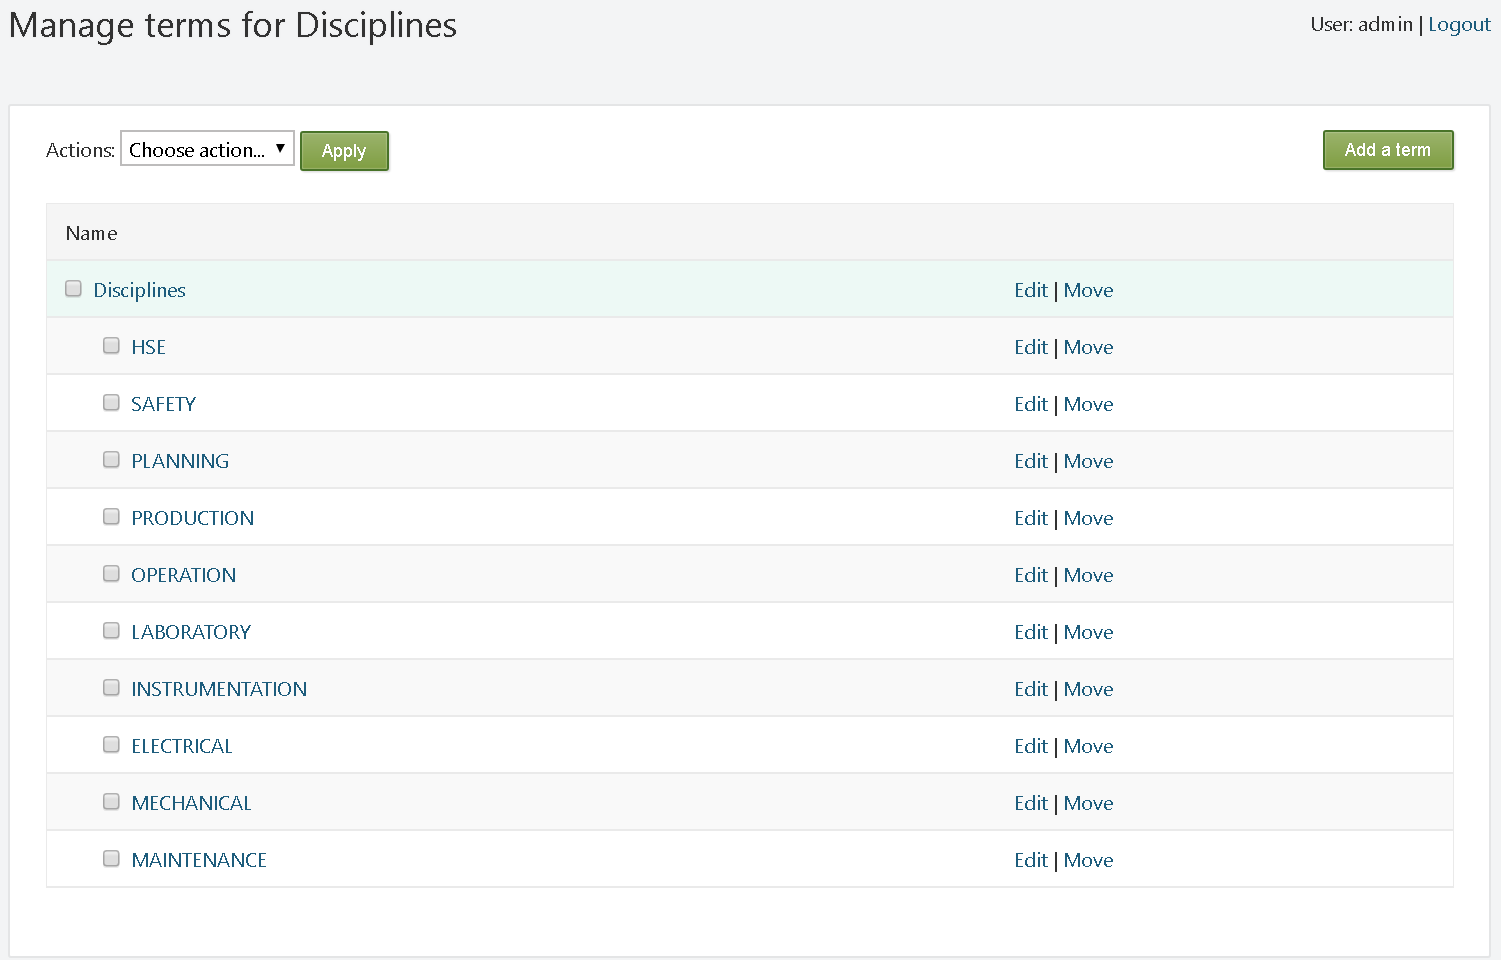 Manage terms for Disciplines
User: admin | Logout
Actions: Choose action... Apply
Add a term
Name
Disciplines Edit | Move
HSE Edit | Move
SAFETY Edit | Move
PLANNING Edit | Move
PRODUCTION Edit | Move
OPERATION Edit | Move
LABORATORY Edit | Move
INSTRUMENTATION Edit | Move
ELECTRICAL Edit | Move
MECHANICAL Edit | Move
MAINTENANCE Edit | Move